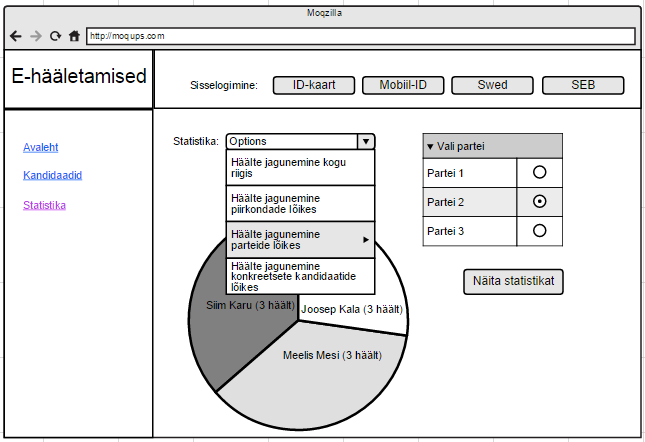 Moqzilla
http://moqups.com
E-hääletamised
Sisselogimine:
ID-kaart
Mobiil-ID
Swed
SEB
Avaleht
Kandidaadid
Statistika
Statistika:
Options
Häälte jagunemine kogu
riigis
Häälte jagunemine
piirkondade lõikes
Häälte jagunemine
parteide lõikes
Häälte jagunemine
konkreetsete kandidaatide
lõikes
Siim Karu (3 häält)
Joosep Kala (3 häält)
Meelis Mesi (3 häält)
Vali partei
Partei 1
Partei 2
Partei 3
Näita statistikat